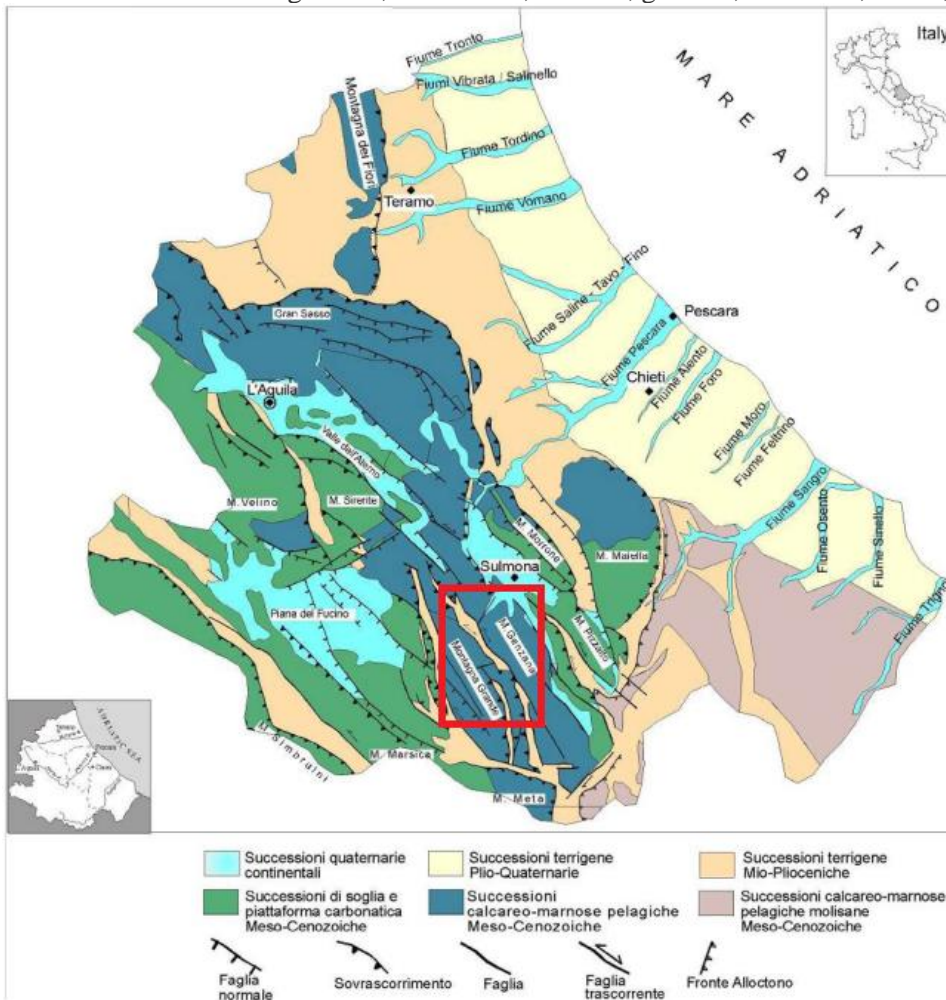 Italy
MARE ADRIATICO
Fiume Tronto
Fiumi Vibrata / Salinello
Montagna dei Fiori
Fiume Tordino
Teramo
Fiume Vomano
Gran Sasso
Fiume Saline - Tavo - Fino
Fiume Pescara
Pescara
L'Aquila
Chieti
Fiume Alento
Fiume Foro
Valle dell'Aterno
Fiume Moro
Fiume Feltrino
M. Velino
M. Sirente
Fiume Sangro
M. Morrone
M. Maiella
Fiume Osento
Fiume Sinello
Sulmona
Piana del Fucino
M. Genzana
M. Pizzalto
Fiume Trigno
Montagna Grande
M. Simbruini
M. Marsica
M. Meta
ADRIATIC SEA
Successioni quaternarie
continentali
Successioni terrigene
Plio-Quaternarie
Successioni terrigene
Mio-Plioceniche
Successioni di soglia e
piattaforma carbonatica
Meso-Cenozoiche
Successioni
calcareo-marnose pelagiche
Meso-Cenozoiche
Successioni calcareo-marnose
pelagiche molisane
Meso-Cenozoiche
Faglia
normale
Sovrascorrimento
Faglia
Faglia
trascorrente
Fronte Alloctono